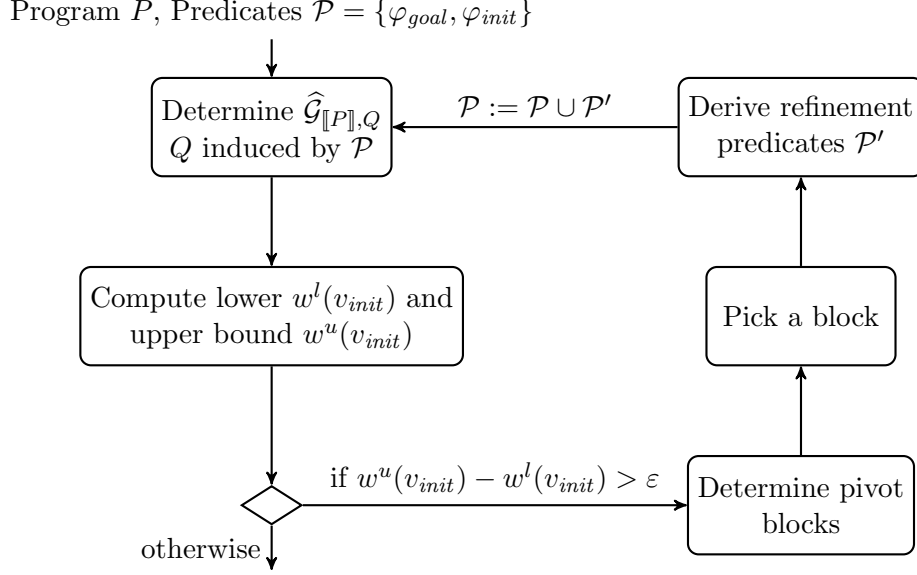 Program P, Predicates 𝒫 = {φ_goal, φ_init}
Determine Ĝ_⟦P⟧,Q
Q induced by 𝒫
𝒫 := 𝒫 ∪ 𝒫′
Derive refinement
predicates 𝒫′
Compute lower w^l(v_init) and
upper bound w^u(v_init)
Pick a block
if w^u(v_init) − w^l(v_init) > ε
Determine pivot
blocks
otherwise